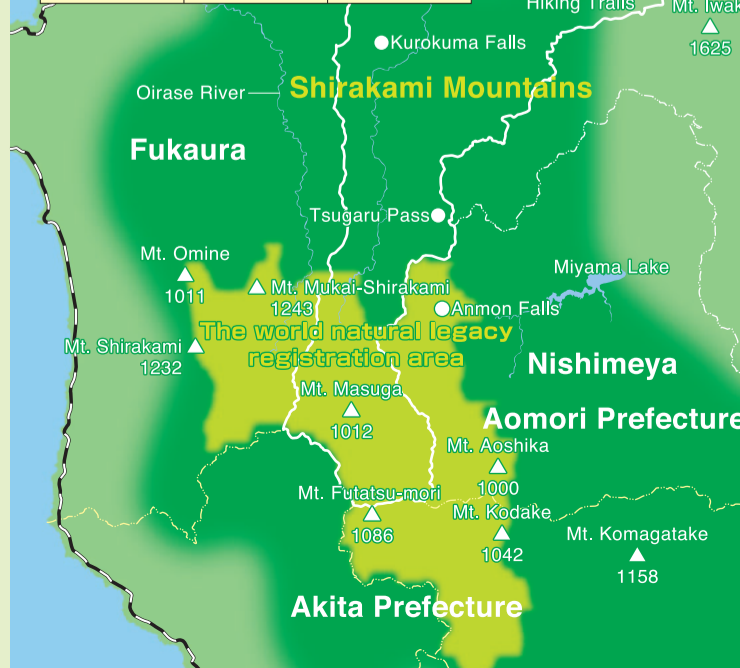 Hiking Trails
Mt. Iwak
1625
Kurokuma Falls
Shirakami Mountains
Oirase River
Fukaura
Tsugaru Pass
Mt. Omine
1011
Mt. Mukai-Shirakami
1243
Miyama Lake
Anmon Falls
The world natural legacy
registration area
Mt. Shirakami
1232
Nishimeya
Mt. Masuga
1012
Aomori Prefecture
Mt. Aoshika
1000
Mt. Futatsu-mori
1086
Mt. Kodake
1042
Mt. Komagatake
1158
Akita Prefecture